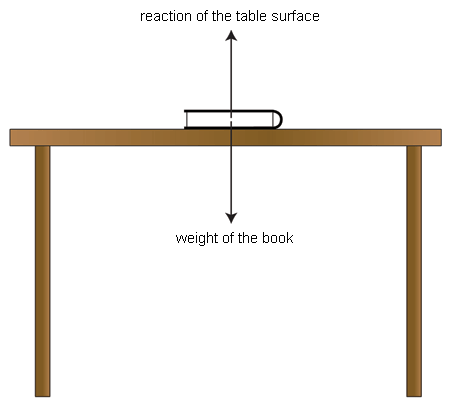 reaction of the table surface
weight of the book